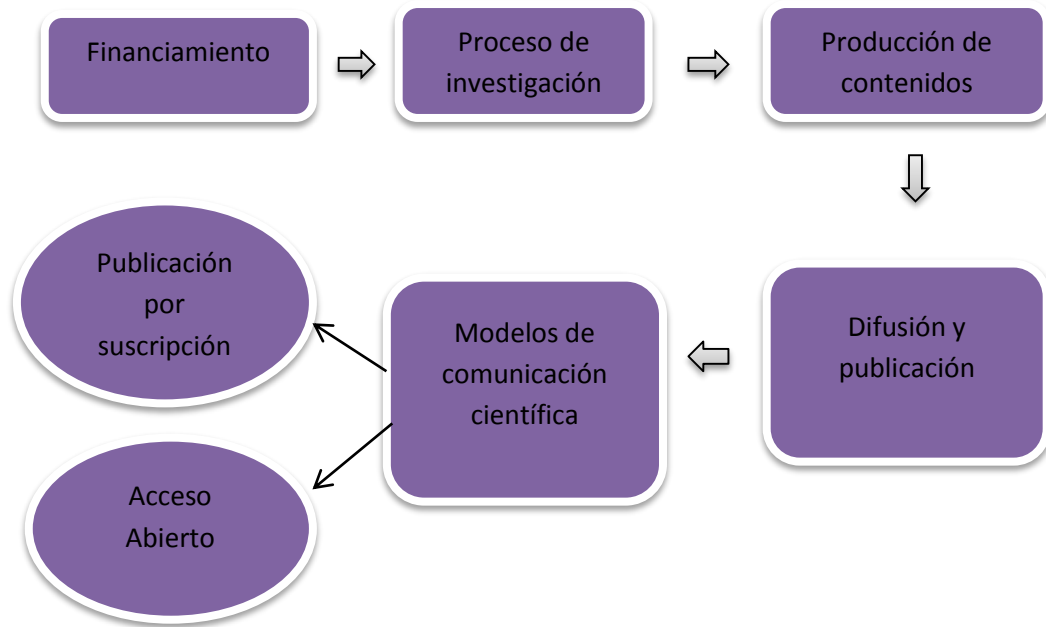 Financiamiento
Proceso de
investigación
Producción de
contenidos
Difusión y
publicación
Modelos de
comunicación
científica
Publicación
por
suscripción
Acceso
Abierto